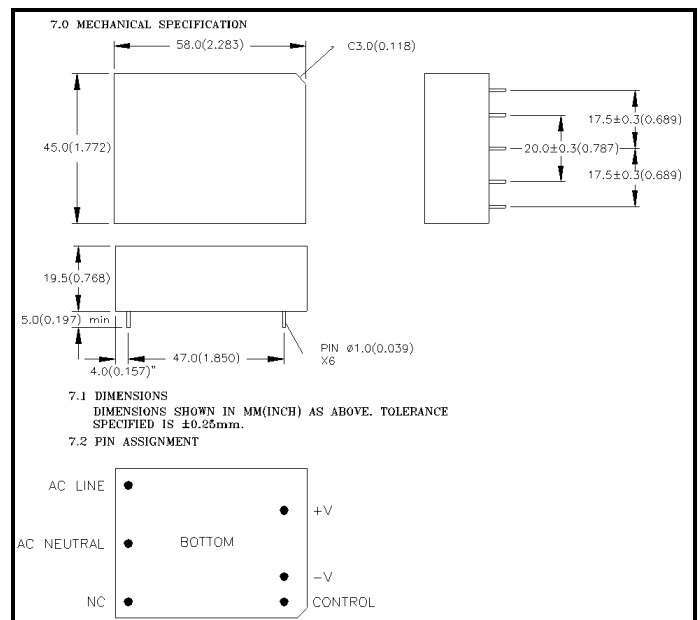 7.0 MECHANICAL SPECIFICATION
58.0(2.283)
C3.0(0.118)
45.0(1.772)
17.5±0.3(0.689)
20.0±0.3(0.787)
17.5±0.3(0.689)
19.5(0.768)
5.0(0.197) min
4.0(0.157)"
47.0(1.850)
PIN ø1.0(0.039)
X6
7.1 DIMENSIONS
DIMENSIONS SHOWN IN MM(INCH) AS ABOVE. TOLERANCE
SPECIFIED IS ±0.25mm.
7.2 PIN ASSIGNMENT
AC LINE
+V
AC NEUTRAL
BOTTOM
-V
NC
CONTROL